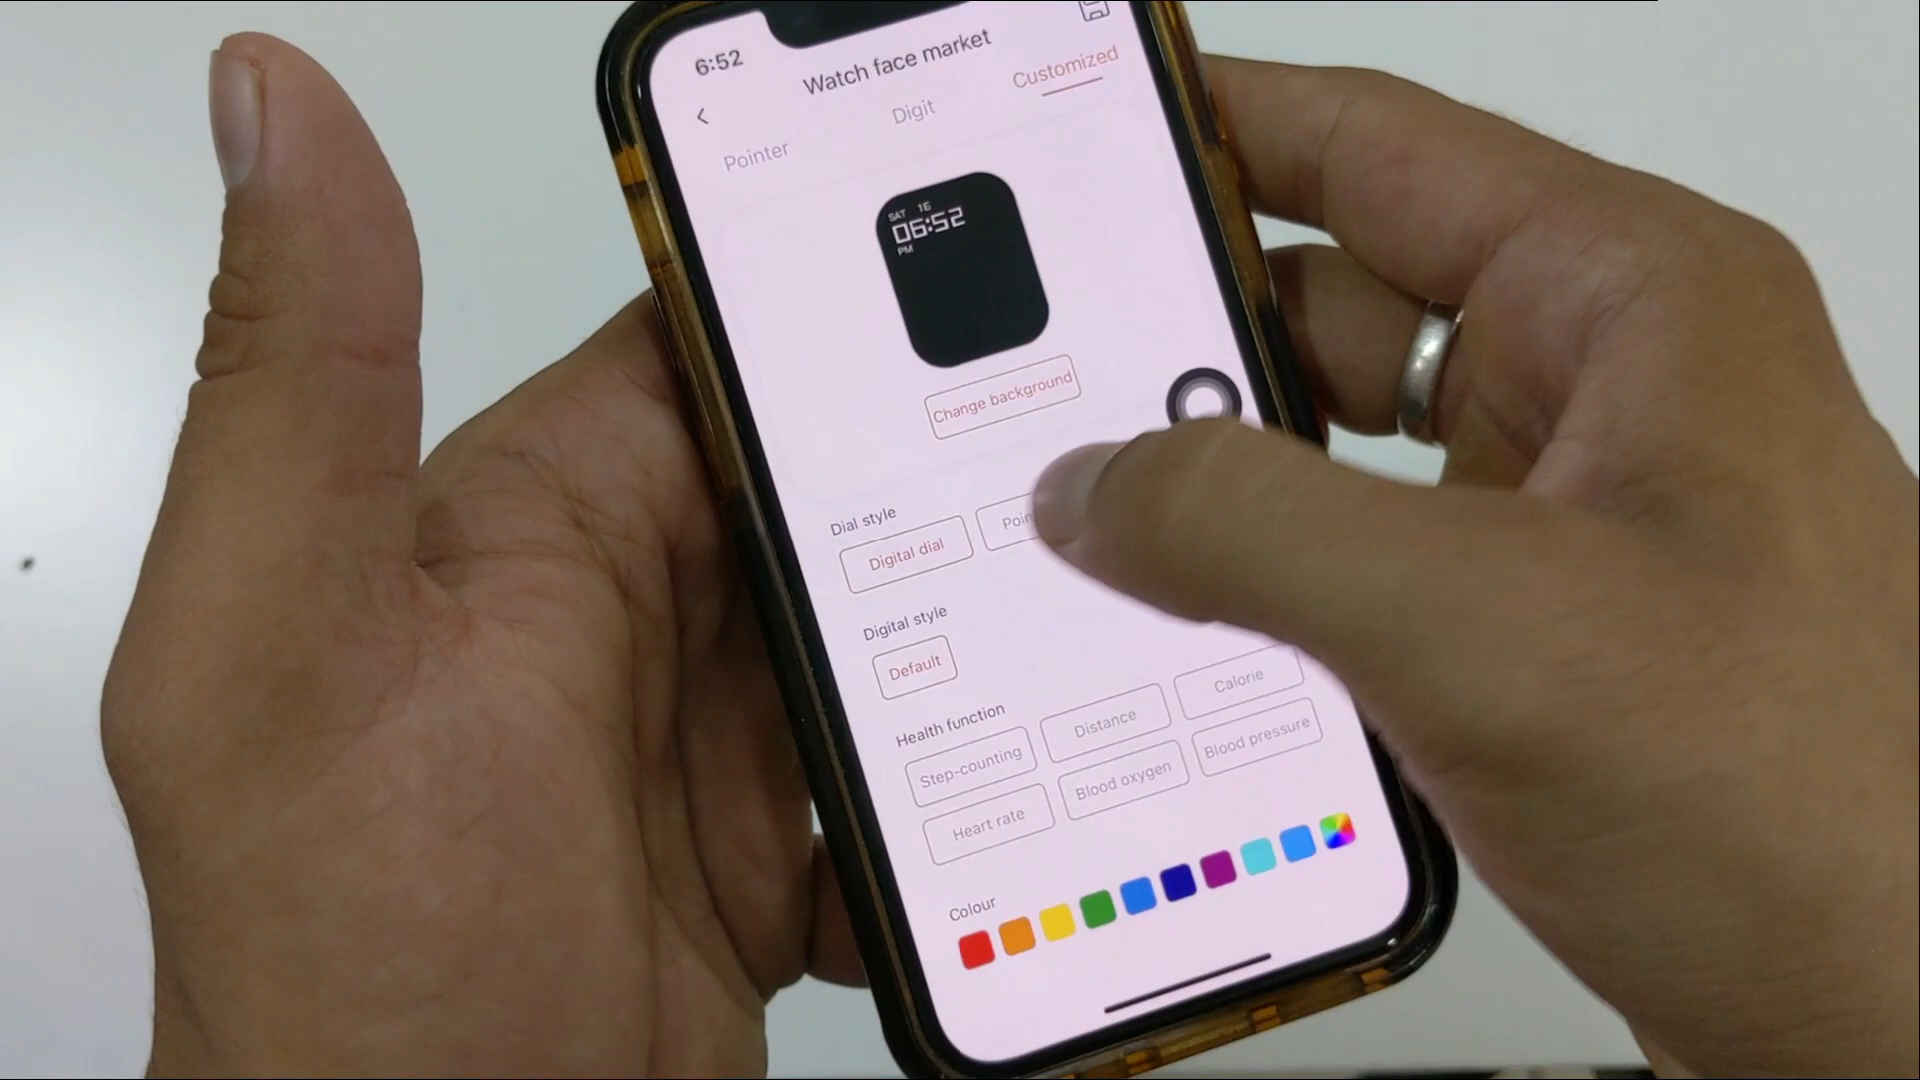 6:52
Watch face market
Pointer
Digit
Customized
SAT 16
06:52
PM
Change background
Dial style
Digital dial
Digital style
Default
Health function
Step-counting
Distance
Calorie
Heart rate
Blood oxygen
Blood pressure
Colour